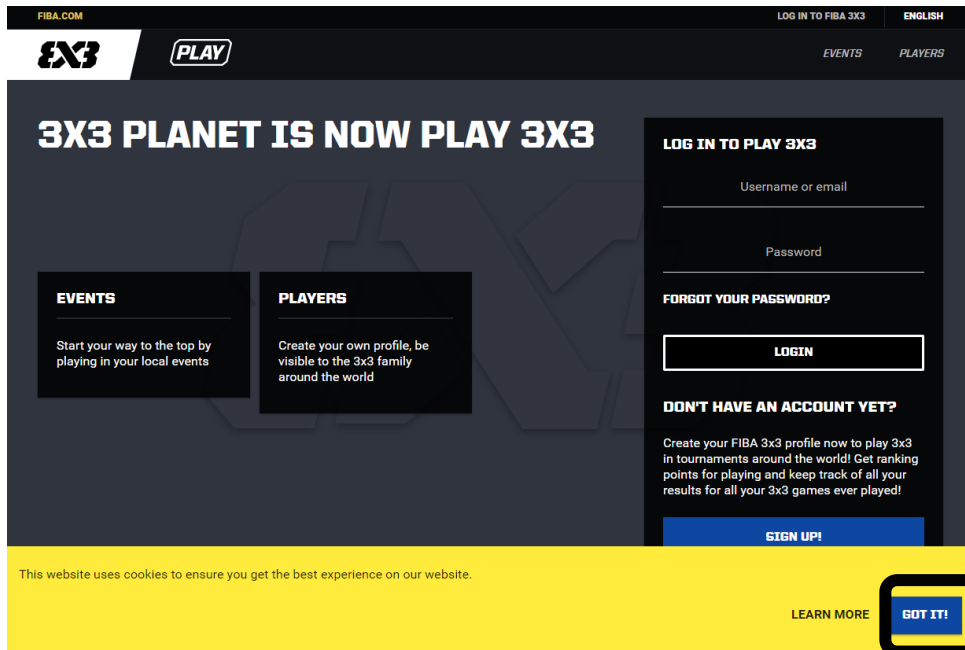 FIBA.COM
LOG IN TO FIBA 3X3
ENGLISH
3X3
PLAY
EVENTS
PLAYERS
3X3 PLANET IS NOW PLAY 3X3
EVENTS
Start your way to the top by
playing in your local events
PLAYERS
Create your own profile, be
visible to the 3x3 family
around the world
LOG IN TO PLAY 3X3
Username or email
Password
FORGOT YOUR PASSWORD?
LOGIN
DON'T HAVE AN ACCOUNT YET?
Create your FIBA 3x3 profile now to play 3x3
in tournaments around the world! Get ranking
points for playing and keep track of all your
results for all your 3x3 games ever played!
SIGN UP!
This website uses cookies to ensure you get the best experience on our website.
LEARN MORE
GOT IT!